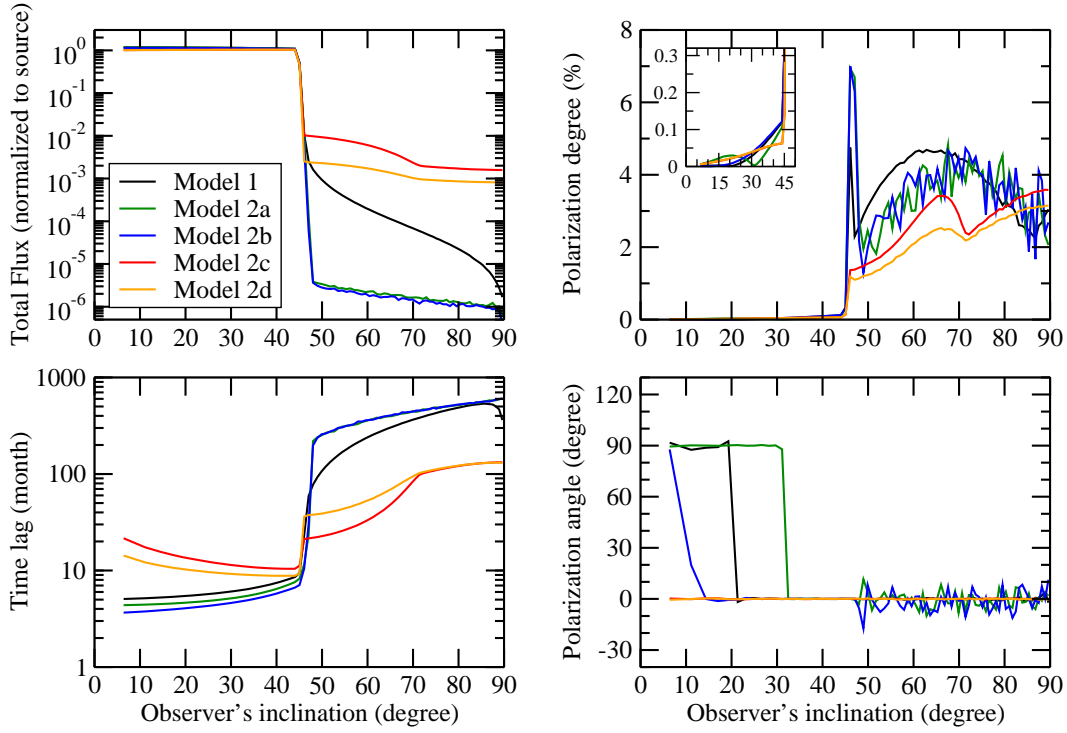 Total Flux (normalized to source)
10^0
10^-1
10^-2
10^-3
10^-4
10^-5
10^-6
Model 1
Model 2a
Model 2b
Model 2c
Model 2d
0 10 20 30 40 50 60 70 80 90
Polarization degree (%)
8
6
4
2
0
0.3
0.2
0.1
0
0 15 30 45
0 10 20 30 40 50 60 70 80 90
Time lag (month)
1000
100
10
1
0 10 20 30 40 50 60 70 80 90
Observer's inclination (degree)
Polarization angle (degree)
120
90
60
30
0
-30
0 10 20 30 40 50 60 70 80 90
Observer's inclination (degree)